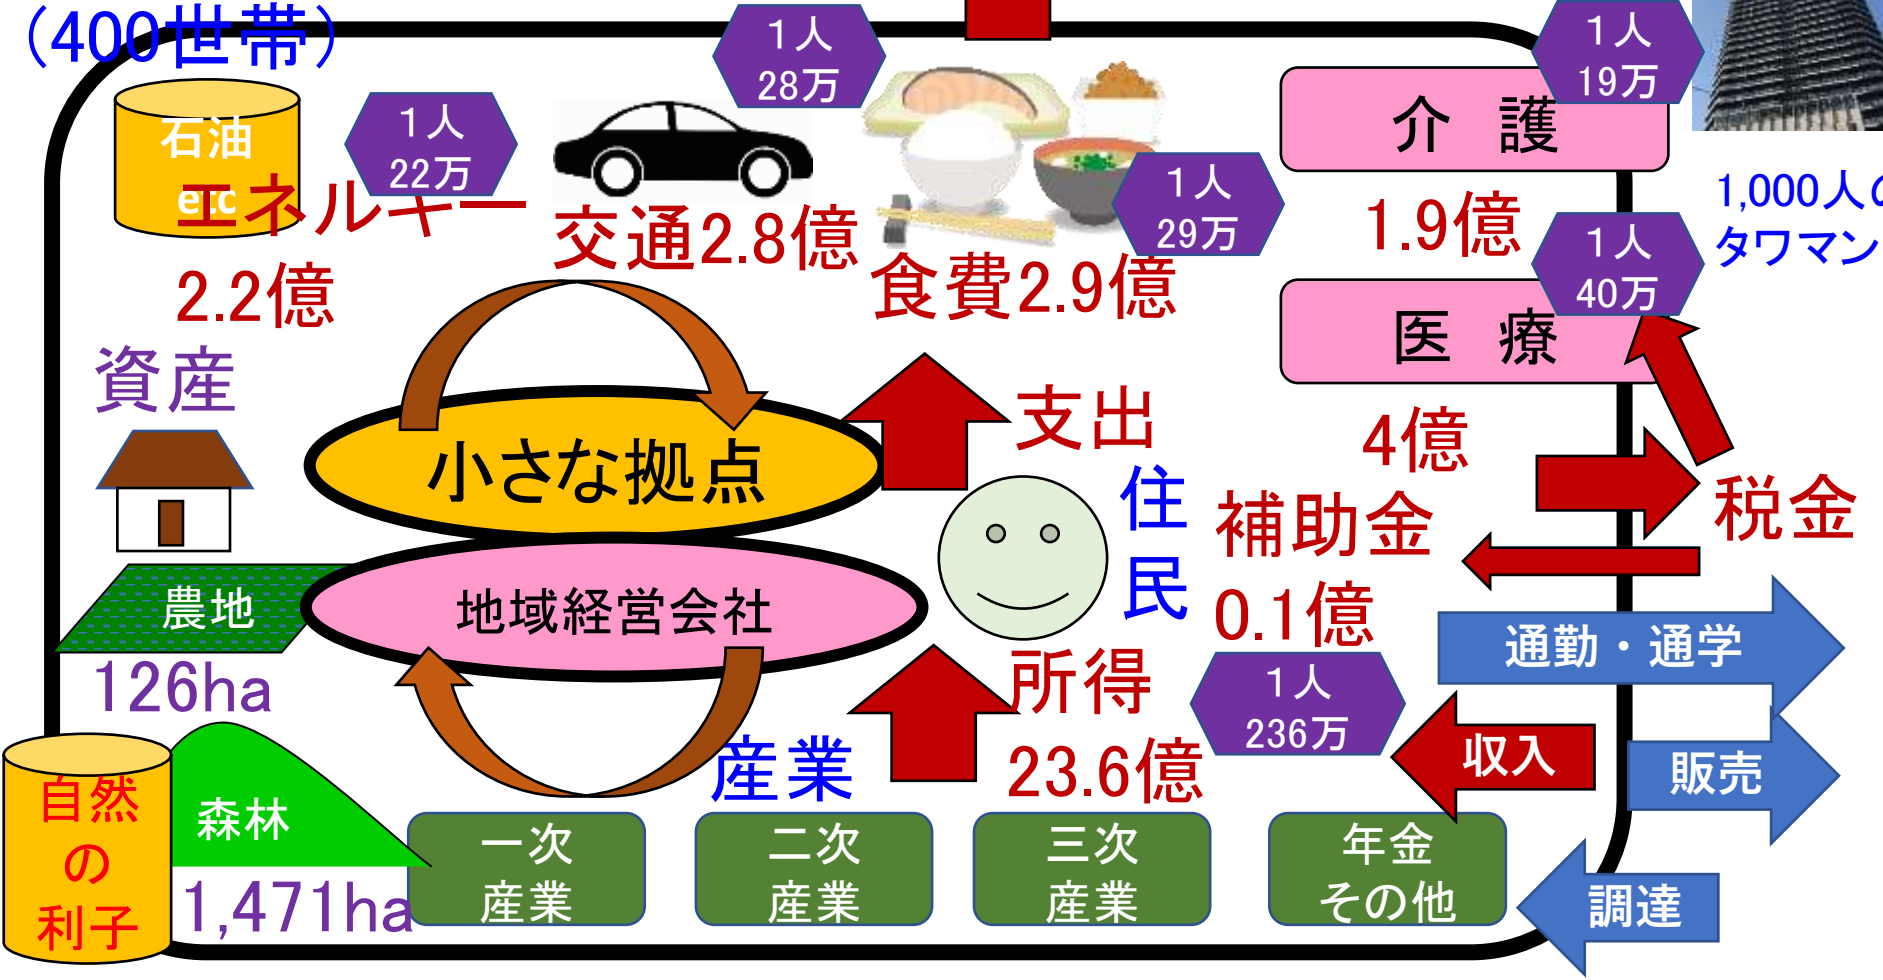 （400世帯）
1人
28万
1人
19万
石油
etc
1人
22万
エネルギー
2.2億
交通2.8億
食費2.9億
1人
29万
介　護
1.9億
1,000人の
タワマン
1人
40万
医　療
4億
資産
小さな拠点
支出
住
民
補助金
0.1億
税金
農地
126ha
地域経営会社
所得
23.6億
1人
236万
通勤・通学
収入
販売
産業
自然
の
利子
森林
1,471ha
一次
産業
二次
産業
三次
産業
年金
その他
調達